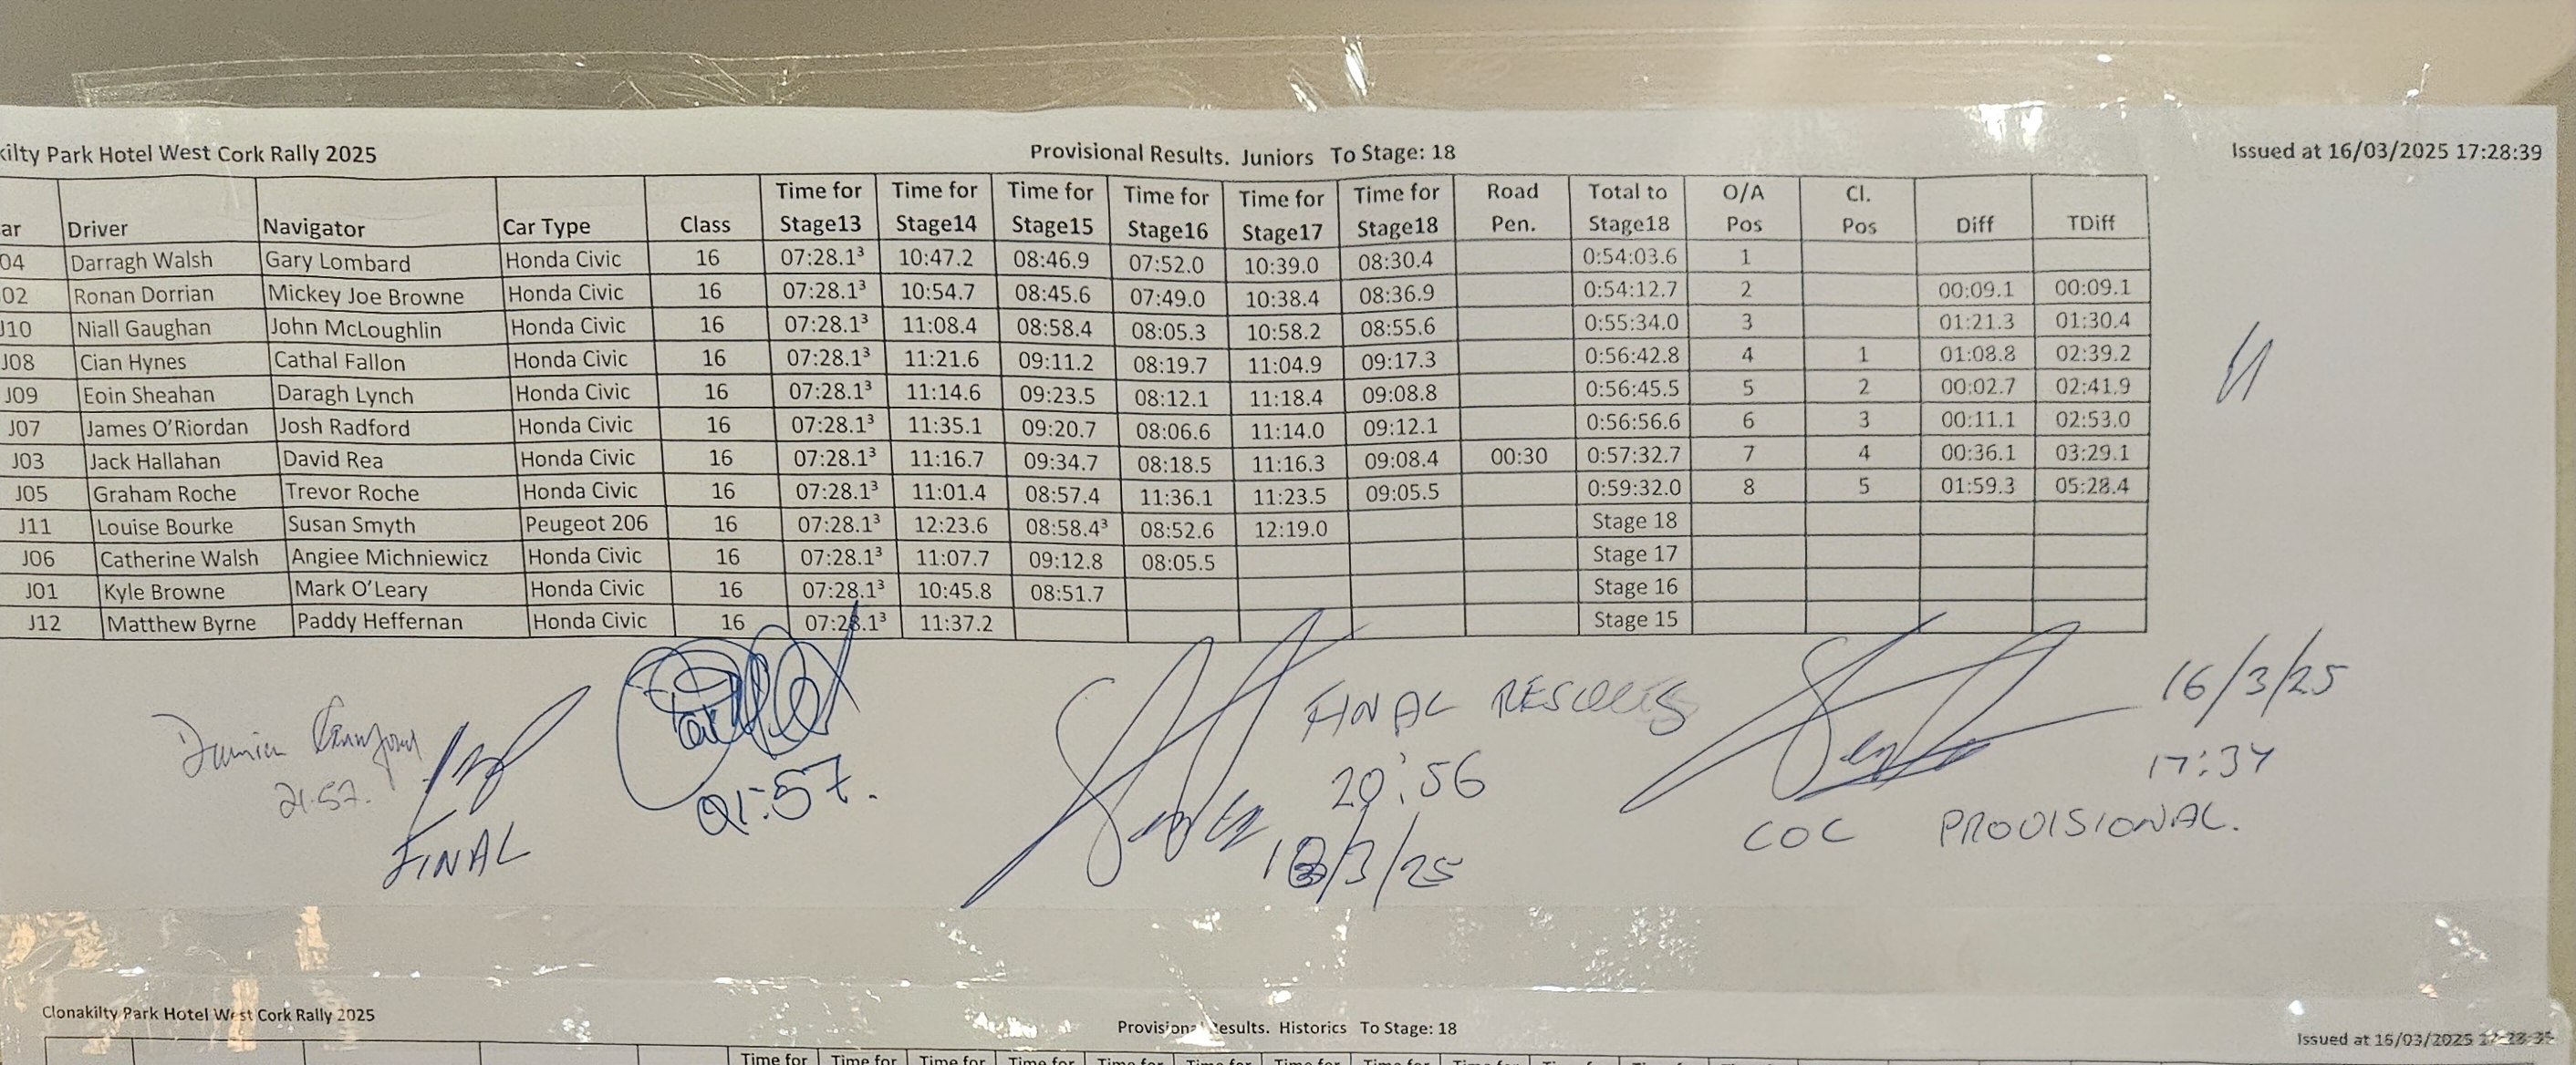 kilty Park Hotel West Cork Rally 2025 Provisional Results. Juniors To Stage: 18 Issued at 16/03/2025 17:28:39
ar Driver Navigator Car Type Class Time for Stage13 Time for Stage14 Time for Stage15 Time for Stage16 Time for Stage17 Time for Stage18 Road Pen. Total to Stage18 O/A Pos Cl. Pos Diff TDiff
04 Darragh Walsh Gary Lombard Honda Civic 16 07:28.1³ 10:47.2 08:46.9 07:52.0 10:39.0 08:30.4 0:54:03.6 1
02 Ronan Dorrian Mickey Joe Browne Honda Civic 16 07:28.1³ 10:54.7 08:45.6 07:49.0 10:38.4 08:36.9 0:54:12.7 2 00:09.1 00:09.1
J10 Niall Gaughan John McLoughlin Honda Civic 16 07:28.1³ 11:08.4 08:58.4 08:05.3 10:58.2 08:55.6 0:55:34.0 3 01:21.3 01:30.4
J08 Cian Hynes Cathal Fallon Honda Civic 16 07:28.1³ 11:21.6 09:11.2 08:19.7 11:04.9 09:17.3 0:56:42.8 4 1 01:08.8 02:39.2
J09 Eoin Sheahan Daragh Lynch Honda Civic 16 07:28.1³ 11:14.6 09:23.5 08:12.1 11:18.4 09:08.8 0:56:45.5 5 2 00:02.7 02:41.9
J07 James O'Riordan Josh Radford Honda Civic 16 07:28.1³ 11:35.1 09:20.7 08:06.6 11:14.0 09:12.1 0:56:56.6 6 3 00:11.1 02:53.0
J03 Jack Hallahan David Rea Honda Civic 16 07:28.1³ 11:16.7 09:34.7 08:18.5 11:16.3 09:08.4 00:30 0:57:32.7 7 4 00:36.1 03:29.1
J05 Graham Roche Trevor Roche Honda Civic 16 07:28.1³ 11:01.4 08:57.4 11:36.1 11:23.5 09:05.5 0:59:32.0 8 5 01:59.3 05:28.4
J11 Louise Bourke Susan Smyth Peugeot 206 16 07:28.1³ 12:23.6 08:58.4³ 08:52.6 12:19.0 Stage 18
J06 Catherine Walsh Angiee Michniewicz Honda Civic 16 07:28.1³ 11:07.7 09:12.8 08:05.5 Stage 17
J01 Kyle Browne Mark O'Leary Honda Civic 16 07:28.1³ 10:45.8 08:51.7 Stage 16
J12 Matthew Byrne Paddy Heffernan Honda Civic 16 07:28.1³ 11:37.2 Stage 15
Damien
21:57.
FINAL
21:57.
FINAL RESULTS
20:56
/3/25
16/3/25
17:37
COC PROVISIONAL.
Clonakilty Park Hotel West Cork Rally 2025 Provisional Results. Historics To Stage: 18 Issued at 16/03/2025
Time for Time for Time for Time for Time for Time for Time for Time for